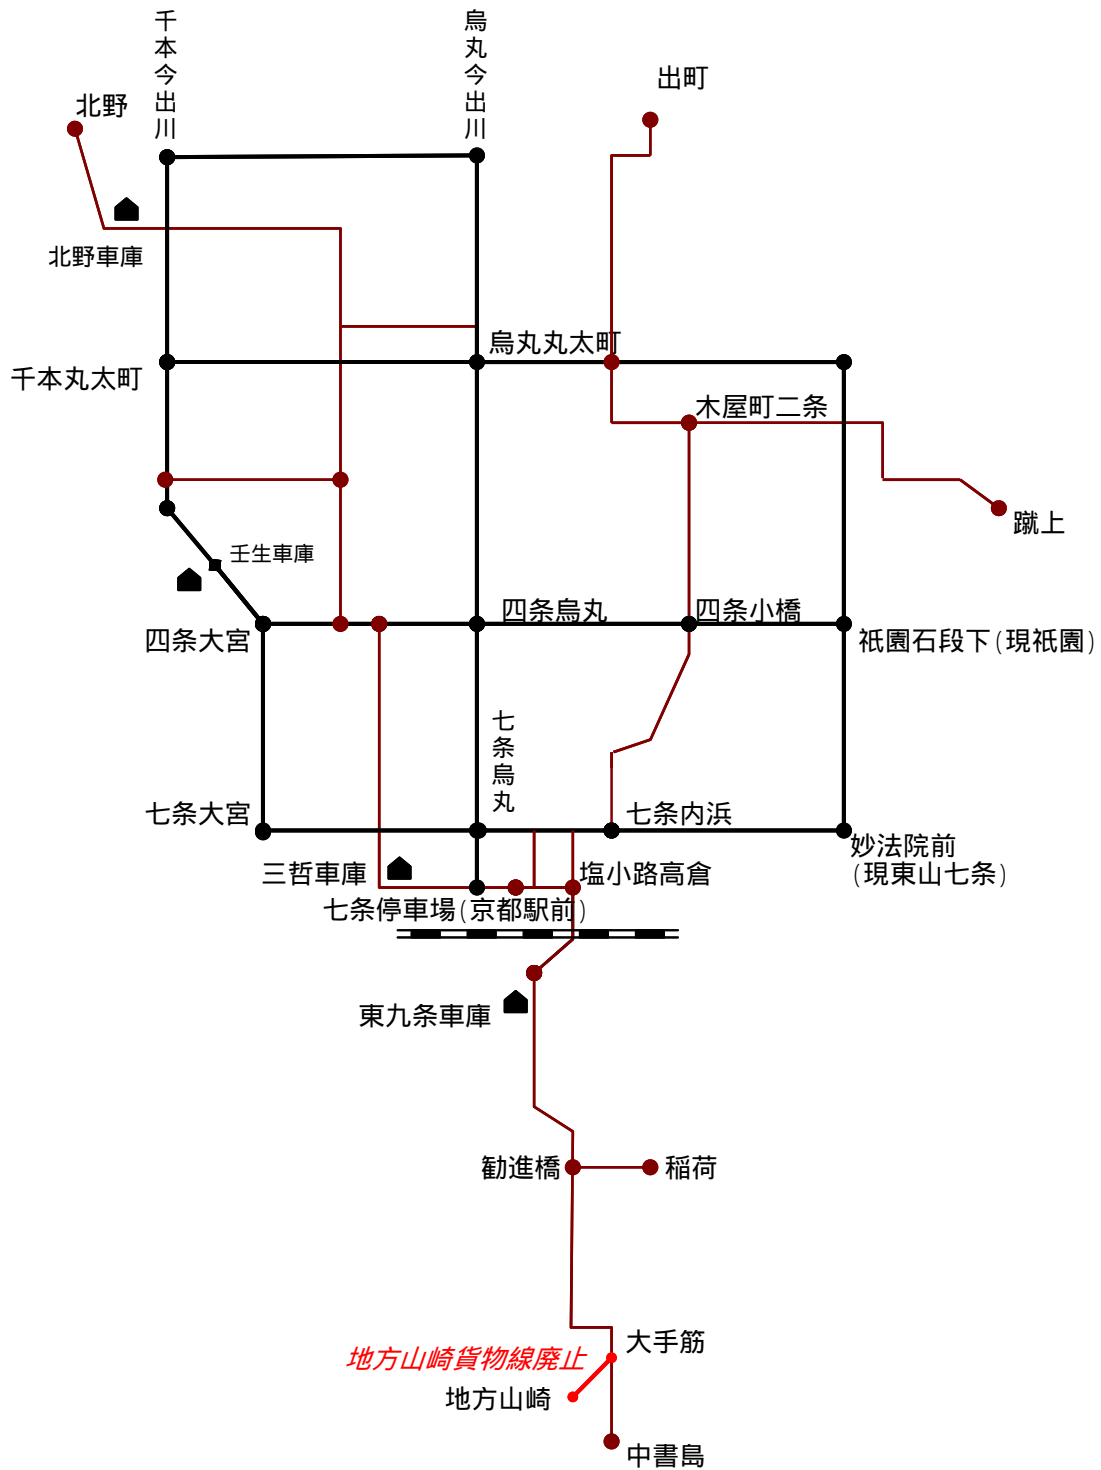 千本今出川
烏丸今出川
出町
北野
北野車庫
烏丸丸太町
千本丸太町
木屋町二条
蹴上
壬生車庫
四条烏丸
四条小橋
四条大宮
祇園石段下(現祇園)
七条烏丸
七条大宮
七条内浜
妙法院前
(現東山七条)
三哲車庫
塩小路高倉
七条停車場(京都駅前)
東九条車庫
勧進橋
稲荷
大手筋
地方山崎貨物線廃止
地方山崎
中書島